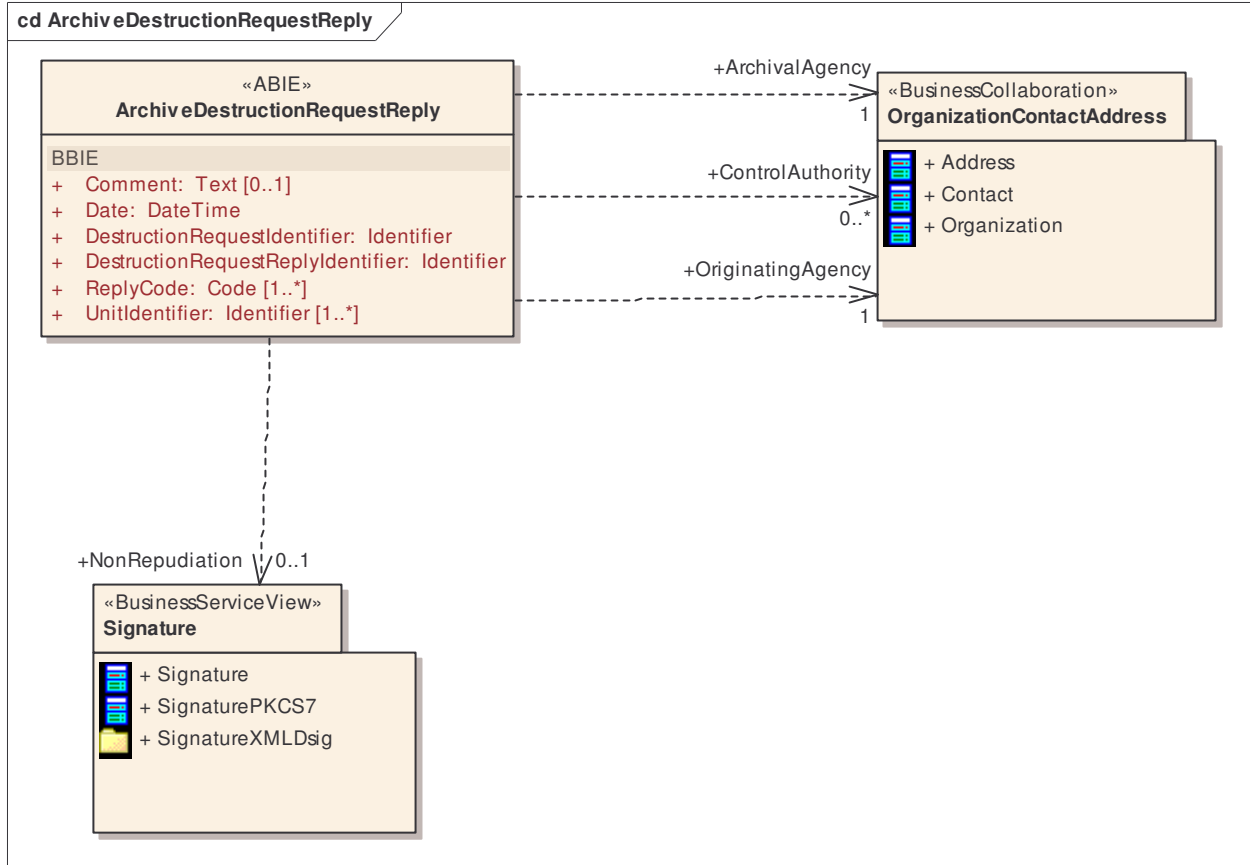 cd ArchiveDestructionRequestReply
«ABIE»
ArchiveDestructionRequestReply
BBIE
+ Comment: Text [0..1]
+ Date: DateTime
+ DestructionRequestIdentifier: Identifier
+ DestructionRequestReplyIdentifier: Identifier
+ ReplyCode: Code [1..*]
+ UnitIdentifier: Identifier [1..*]
+ArchivalAgency
1
+ControlAuthority
0..*
+OriginatingAgency
1
«BusinessCollaboration»
OrganizationContactAddress
+ Address
+ Contact
+ Organization
+NonRepudiation 0..1
«BusinessServiceView»
Signature
+ Signature
+ SignaturePKCS7
+ SignatureXMLDsig